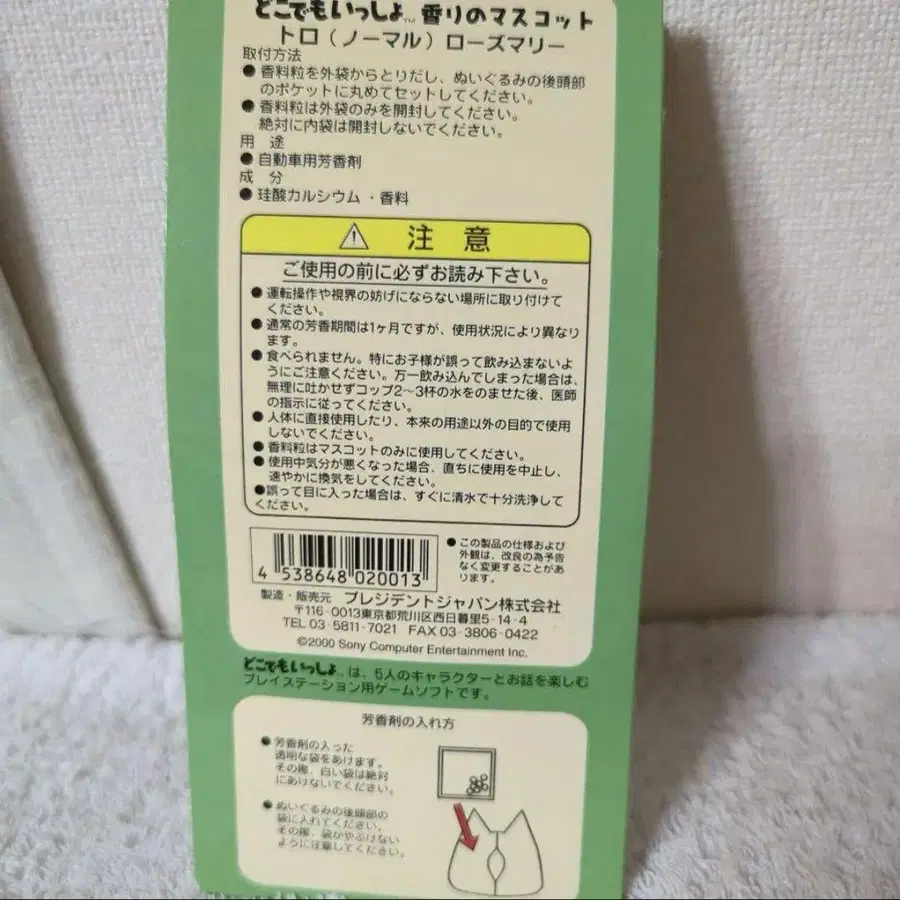 どこでもいっしょ™ 香りのマスコット
トロ（ノーマル）ローズマリー
取付方法
●香料粒を外袋からとりだし、ぬいぐるみの後頭部
のポケットに丸めてセットしてください。
●香料粒は外袋のみを開封してください。
絶対に内袋は開封しないでください。
用 途
●自動車用芳香剤
成 分
●珪酸カルシウム・香料
注 意
ご使用の前に必ずお読み下さい。
●運転操作や視界の妨げにならない場所に取り付けて
ください。
●通常の芳香期間は1ヶ月ですが、使用状況により異なり
ます。
●食べられません。特にお子様が誤って飲み込まないよ
うにご注意ください。万一飲み込んでしまった場合は、
無理に吐かせずコップ2～3杯の水をのませた後、医師
の指示に従ってください。
●人体に直接使用したり、本来の用途以外の目的で使用
しないでください。
●香料粒はマスコットのみに使用してください。
●使用中気分が悪くなった場合、直ちに使用を中止し、
速やかに換気をしてください。
●誤って目に入った場合は、すぐに清水で十分洗浄して
ください。
4 538648 020013
●この製品の仕様および
外観は、改良の為予告
なく変更することがあ
ります。
製造・販売元 プレジデントジャパン株式会社
〒116-0013東京都荒川区西日暮里5-14-4
TEL 03-5811-7021 FAX 03-3806-0422
©2000 Sony Computer Entertainment Inc.
どこでもいっしょ™は、5人のキャラクターとお話を楽しむ
プレイステーション用ゲームソフトです。
芳香剤の入れ方
●芳香剤の入った
透明な袋をあけます。
その際、白い袋は絶対
にあけないでください。
●ぬいぐるみの後頭部の
袋に入れてください。
その際、袋がやぶけない
ように注意してください。